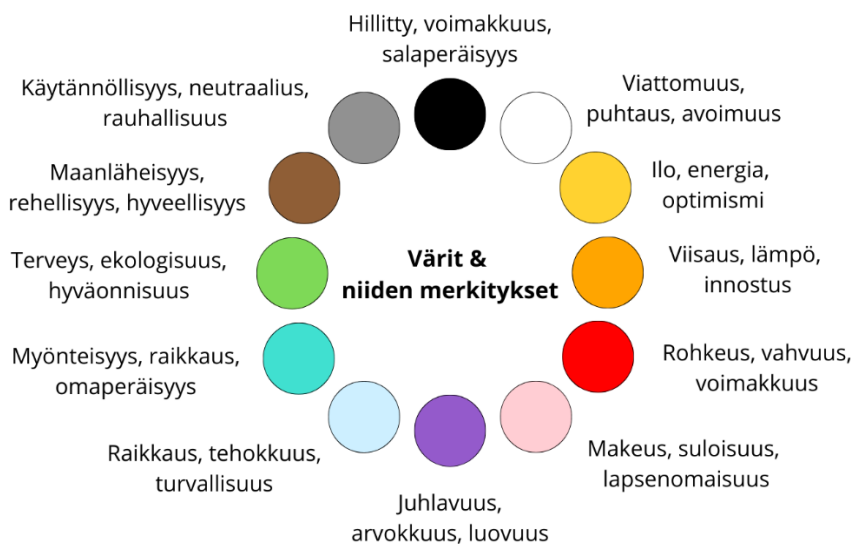 Hillitty, voimakkuus,
salaperäisyys
Viattomuus,
puhtaus, avoimuus
Ilo, energia,
optimismi
Viisaus, lämpö,
innostus
Rohkeus, vahvuus,
voimakkuus
Makeus, suloisuus,
lapsenomaisuus
Juhlavuus,
arvokkuus, luovuus
Raikkaus, tehokkuus,
turvallisuus
Myönteisyys, raikkaus,
omaperäisyys
Terveys, ekologisuus,
hyväonnisuus
Maanläheisyys,
rehellisyys, hyveellisyys
Käytännöllisyys, neutraalius,
rauhallisuus
Värit &
niiden merkitykset